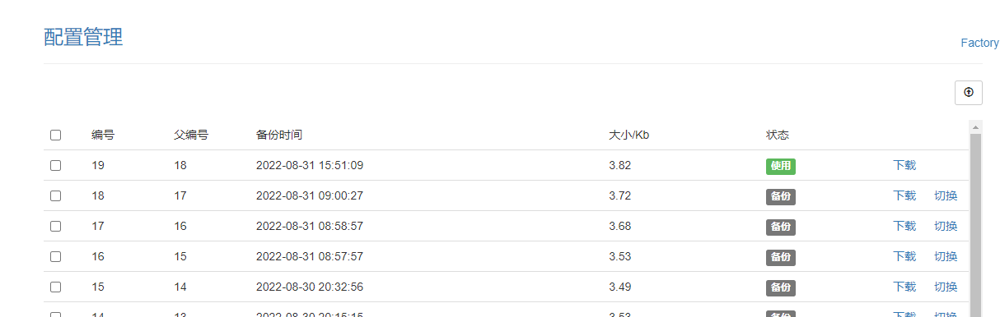 配置管理
Factory
编号 父编号 备份时间 大小/Kb 状态
19 18 2022-08-31 15:51:09 3.82 使用 下载
18 17 2022-08-31 09:00:27 3.72 备份 下载 切换
17 16 2022-08-31 08:58:57 3.68 备份 下载 切换
16 15 2022-08-31 08:57:57 3.53 备份 下载 切换
15 14 2022-08-30 20:32:56 3.49 备份 下载 切换
14 13 2022-08-30 20:15:15 3.53 备份 下载 切换